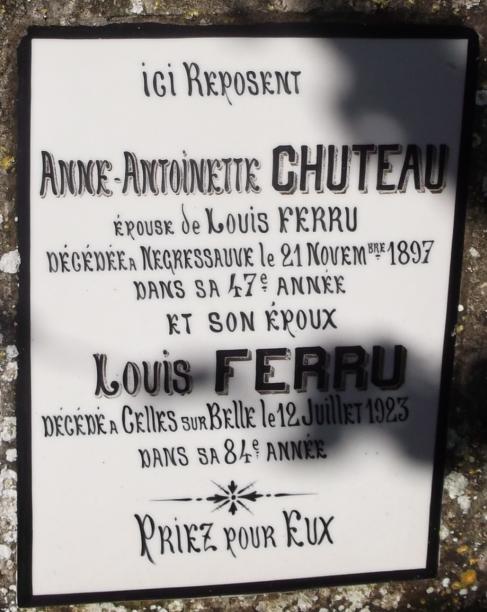 ici Reposent
Anne-Antoinette CHUTEAU
épouse de Louis FERRU
décédée a Negressauve le 21 Novembre 1897
dans sa 47e année
et son époux
Louis FERRU
décédé a Celles sur Belle le 12 Juillet 1923
dans sa 84e année
Priez pour Eux